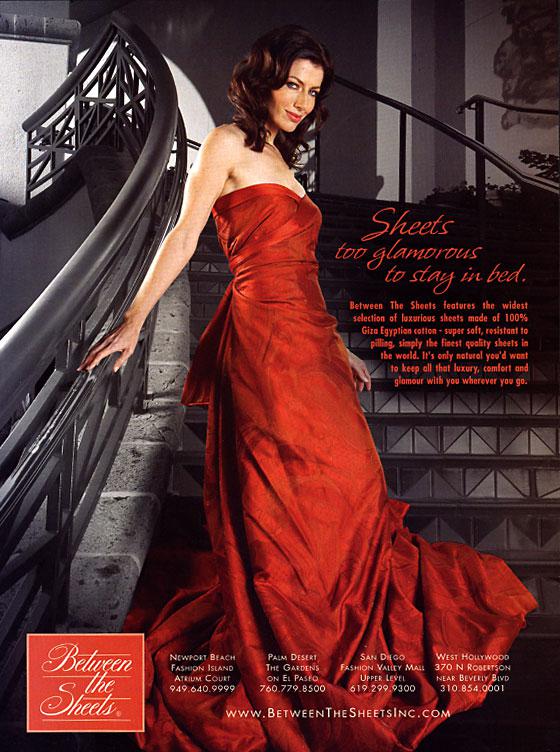 Sheets
too glamorous
to stay in bed.
Between The Sheets features the widest
selection of luxurious sheets made of 100%
Giza Egyptian cotton - super soft, resistant to
pilling, simply the finest quality sheets in
the world. It's only natural you'd want
to keep all that luxury, comfort and
glamour with you wherever you go.
Between
the
Sheets®
Newport Beach
Fashion Island
Atrium Court
949.640.9999
Palm Desert
The Gardens
on El Paseo
760.779.8500
San Diego
Fashion Valley Mall
Upper Level
619.299.9300
West Hollywood
370 N Robertson
near Beverly Blvd
310.854.0001
www.BetweenTheSheetsInc.com